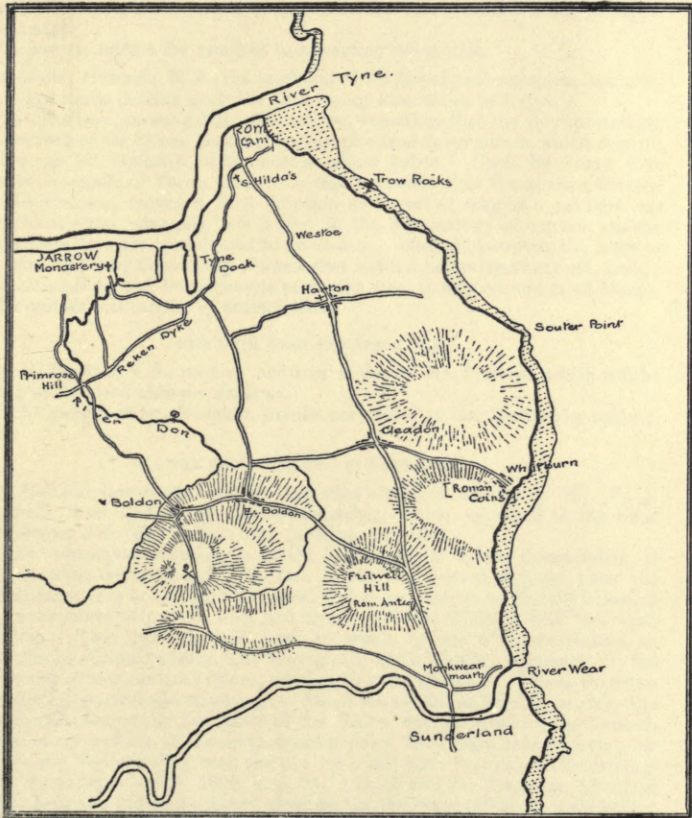 River Tyne.
Rom
Cam
S. Hilda's
Trow Rocks
Westoe
Tyne
Dock
JARROW
Monastery
Harton
Souter Point
Reken Dyke
Primrose
Hill
River
Don
Cleadon
Whitburn
[Roman
Coins]
W Boldon
Ea. Boldon
Fulwell
Hill
(Rom. Antiq
Monkwear
mouth
River Wear
Sunderland